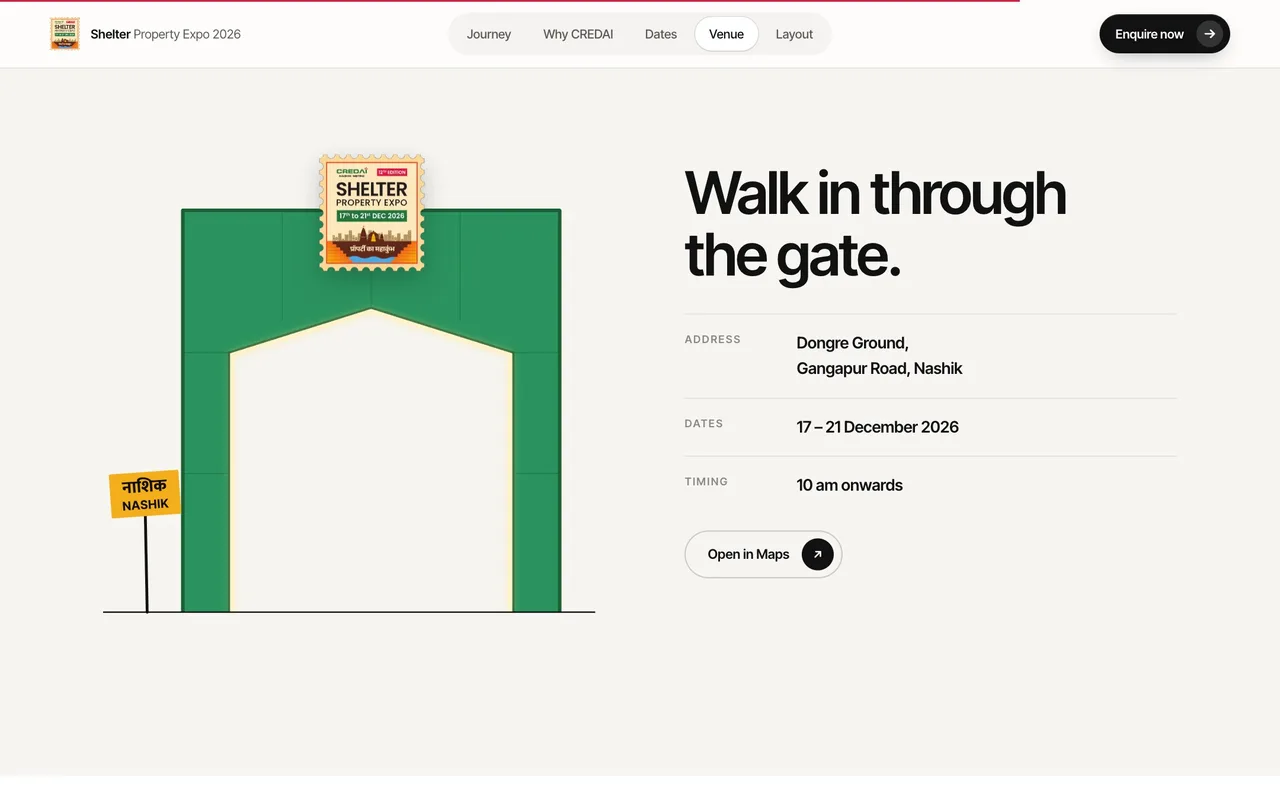 Shelter Property Expo 2026
Journey
Why CREDAI
Dates
Venue
Layout
Enquire now
CREDAI
NASHIK METRO
12TH EDITION
SHELTER
PROPERTY EXPO
17th to 21st DEC 2026
प्रॉपर्टी का महाकुंभ
नाशिक
NASHIK
Walk in through
the gate.
ADDRESS
Dongre Ground,
Gangapur Road, Nashik
DATES
17 – 21 December 2026
TIMING
10 am onwards
Open in Maps